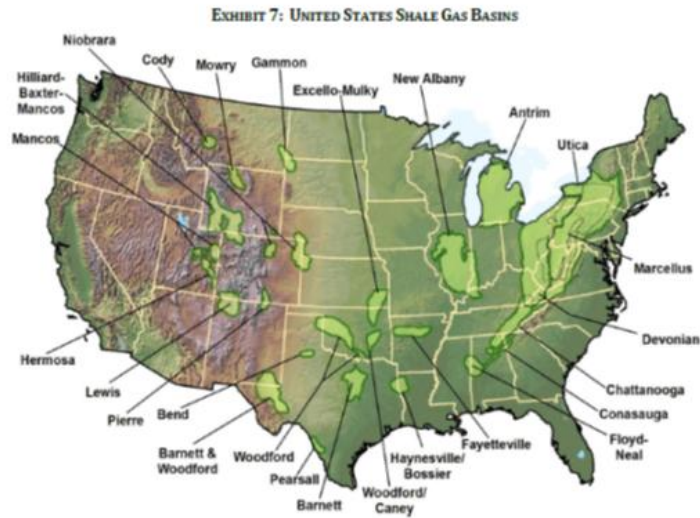 EXHIBIT 7: UNITED STATES SHALE GAS BASINS
Niobrara
Cody
Mowry
Gammon
New Albany
Hilliard-
Baxter-
Mancos
Excello-Mulky
Antrim
Mancos
Utica
Marcellus
Devonian
Hermosa
Lewis
Chattanooga
Pierre
Bend
Conasauga
Floyd-
Neal
Barnett &
Woodford
Woodford
Fayetteville
Haynesville/
Bossier
Pearsall
Barnett
Woodford/
Caney